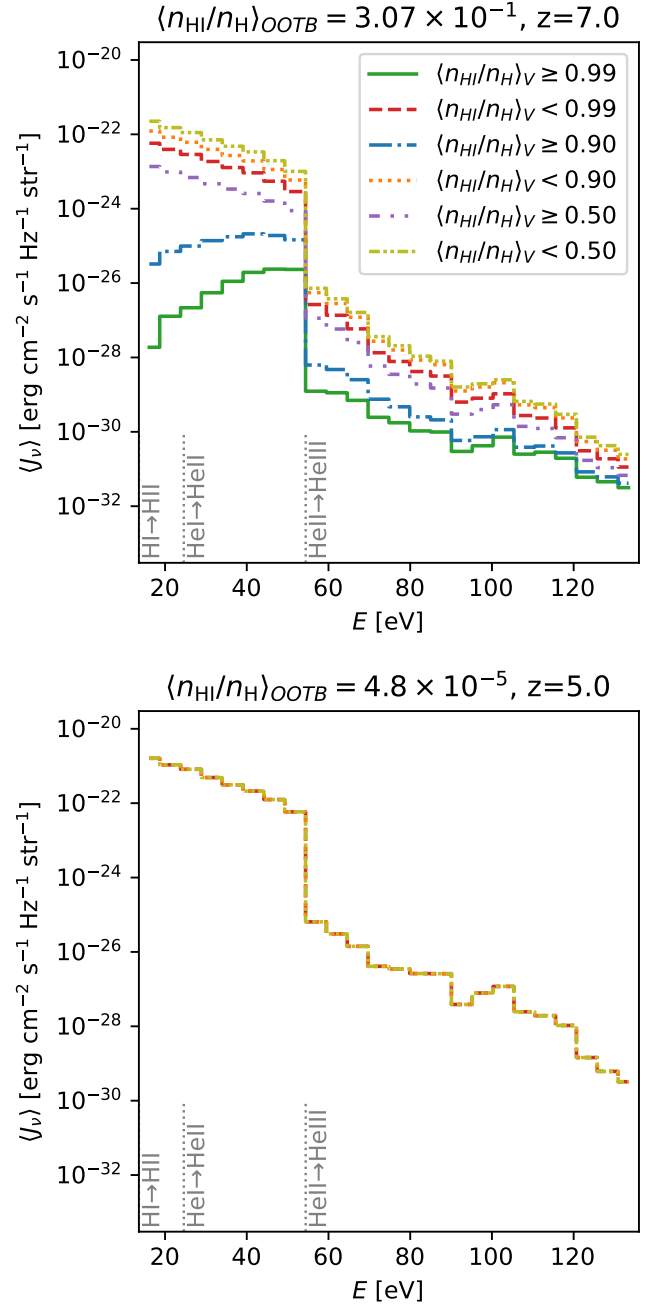 ⟨n_HI/n_H⟩_OOTB = 3.07 × 10⁻¹, z=7.0
⟨n_HI/n_H⟩_V ≥ 0.99
⟨n_HI/n_H⟩_V < 0.99
⟨n_HI/n_H⟩_V ≥ 0.90
⟨n_HI/n_H⟩_V < 0.90
⟨n_HI/n_H⟩_V ≥ 0.50
⟨n_HI/n_H⟩_V < 0.50
⟨J_ν⟩ [erg cm⁻² s⁻¹ Hz⁻¹ str⁻¹]
10⁻²⁰
10⁻²²
10⁻²⁴
10⁻²⁶
10⁻²⁸
10⁻³⁰
10⁻³²
HI→HII
HeI→HeII
HeII→HeIII
20 40 60 80 100 120
E [eV]
⟨n_HI/n_H⟩_OOTB = 4.8 × 10⁻⁵, z=5.0
⟨J_ν⟩ [erg cm⁻² s⁻¹ Hz⁻¹ str⁻¹]
10⁻²⁰
10⁻²²
10⁻²⁴
10⁻²⁶
10⁻²⁸
10⁻³⁰
10⁻³²
HI→HII
HeI→HeII
HeII→HeIII
20 40 60 80 100 120
E [eV]